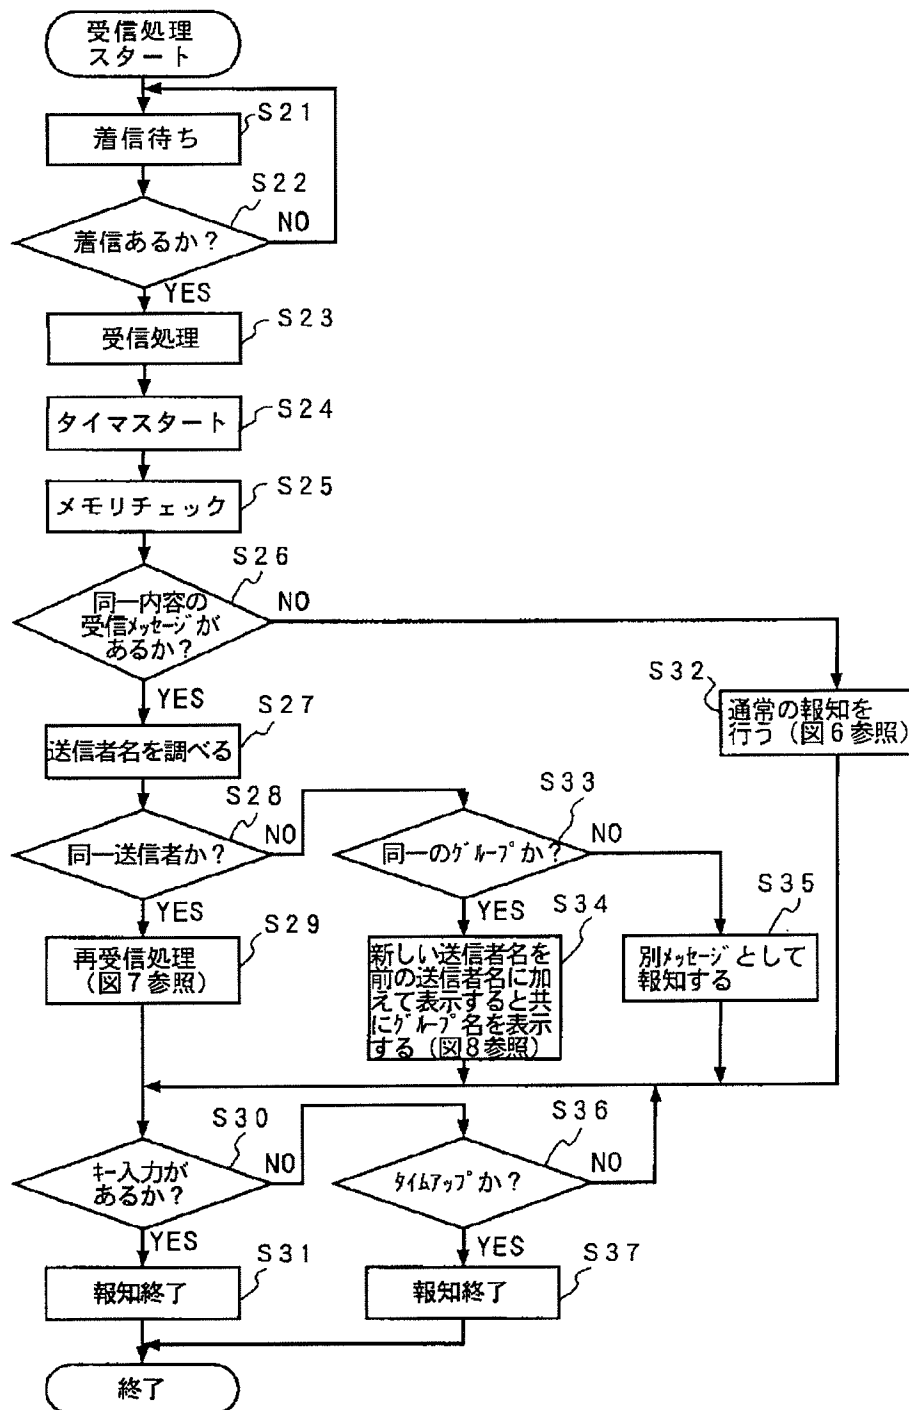 受信処理
スタート
S21
着信待ち
S22
着信あるか？
NO
YES
S23
受信処理
S24
タイマスタート
S25
メモリチェック
S26
同一内容の
受信メッセージが
あるか？
NO
YES
S32
通常の報知を
行う（図6参照）
S27
送信者名を調べる
S28
同一送信者か？
NO
YES
S33
同一のグループか？
NO
YES
S29
再受信処理
（図7参照）
S34
新しい送信者名を
前の送信者名に加
えて表示すると共
にグループ名を表示
する（図8参照）
S35
別メッセージとして
報知する
S30
キー入力が
あるか？
NO
YES
S36
タイムアップか？
NO
YES
S31
報知終了
S37
報知終了
終了